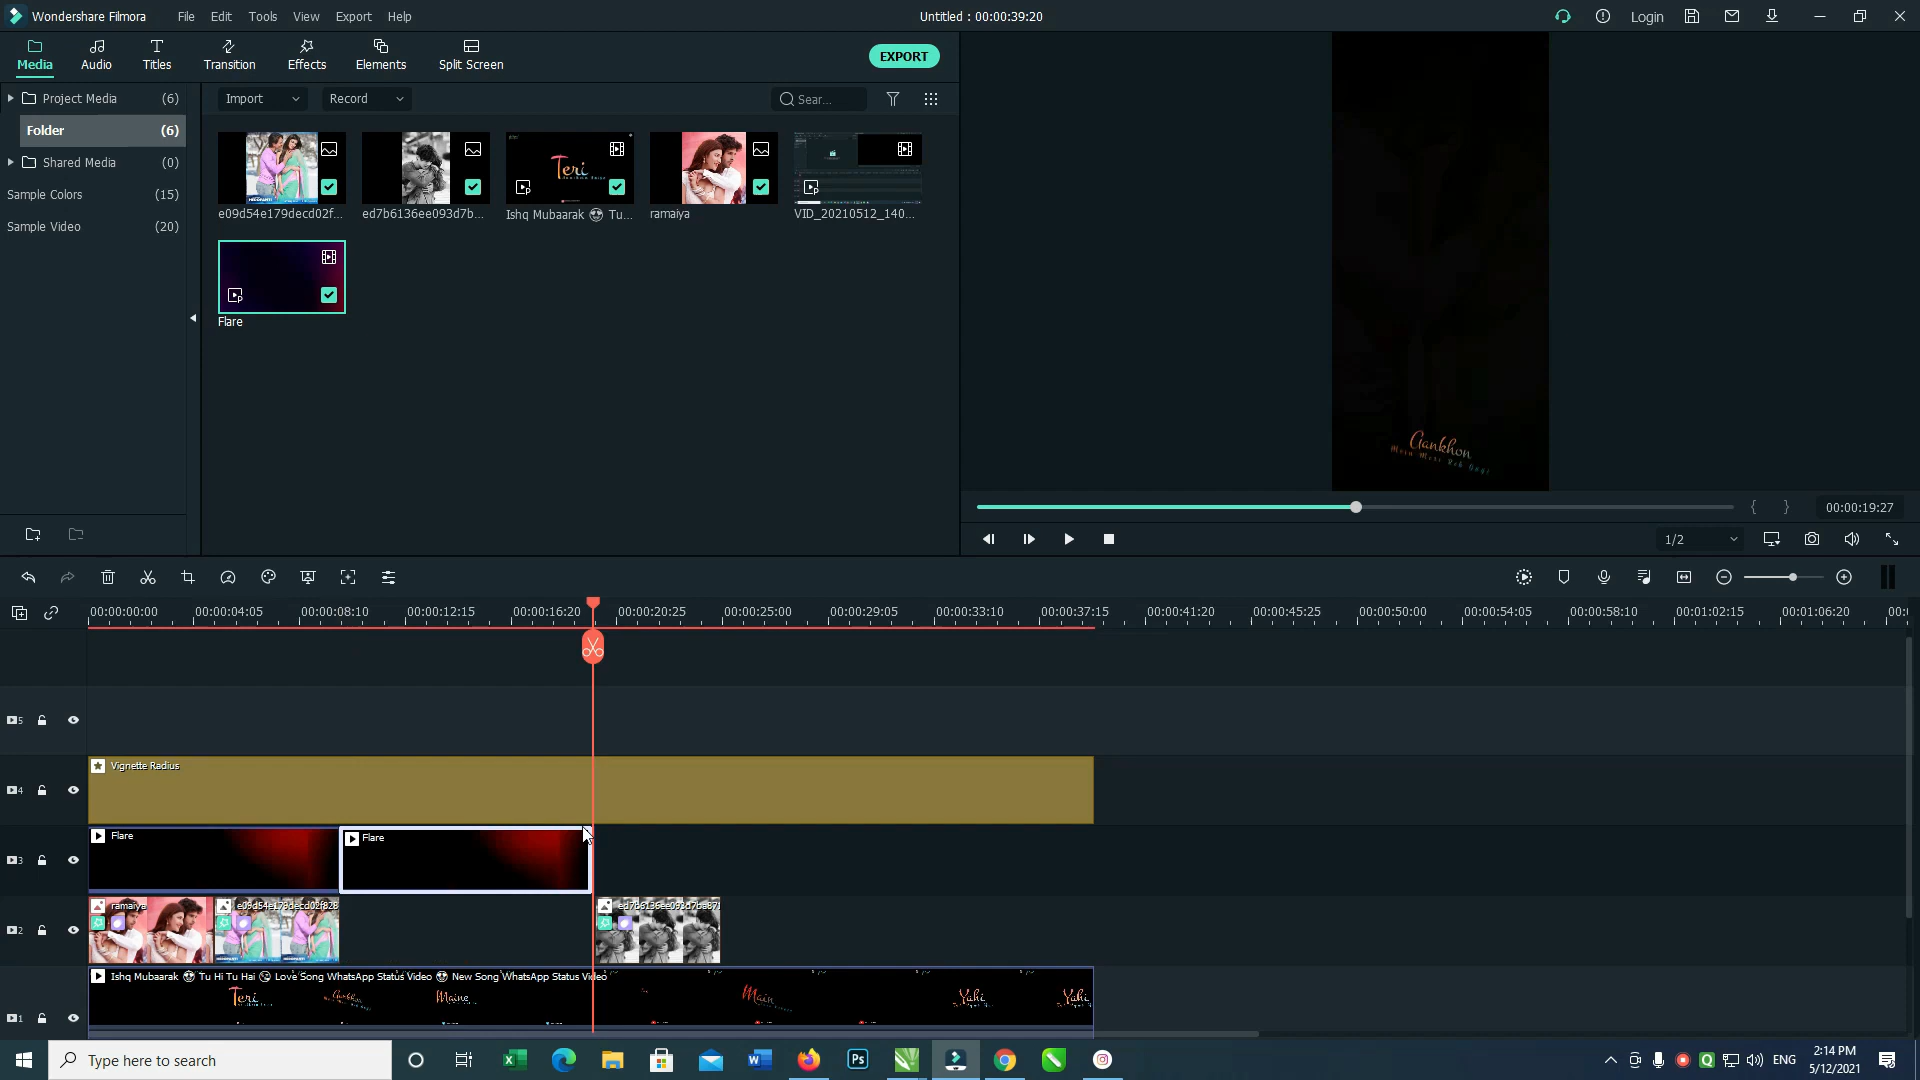 Wondershare Filmora File Edit Tools View Export Help Untitled : 00:00:39:20 Login
Media Audio Titles Transition Effects Elements Split Screen EXPORT
Project Media (6) Import Record Sear...
Folder (6)
Shared Media (0)
Sample Colors (15)
Sample Video (20)
Teri
e09d54e179decd02f... ed7b6136ee093d7b... Ishq Mubaarak 😍 Tu... ramaiya VID_20210512_140...
Flare
Aankhon
00:00:19:27
1/2
00:00:00:00 00:00:04:05 00:00:08:10 00:00:12:15 00:00:16:20 00:00:20:25 00:00:25:00 00:00:29:05 00:00:33:10 00:00:37:15 00:00:41:20 00:00:45:25 00:00:50:00 00:00:54:05 00:00:58:10 00:01:02:15 00:01:06:20
5
4 Vignette Radius
3 Flare Flare
2 ramaiya e09d54e179decd02f828
1 Ishq Mubaarak 😍 Tu Hi Tu Hai 😘 Love Song WhatsApp Status Video 😍 New Song WhatsApp Status Video
Teri Aankhon Maine Main Yahi Yahi
Type here to search ENG 2:14 PM
5/12/2021